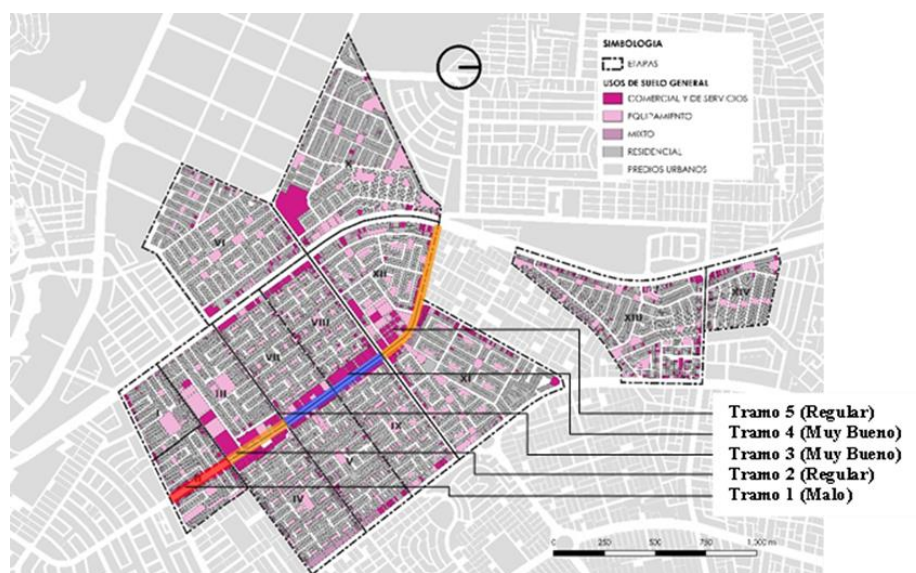 SIMBOLOGIA
ETAPAS
USOS DE SUELO GENERAL
COMERCIAL Y DE SERVICIOS
EQUIPAMIENTO
MIXTO
RESIDENCIAL
PREDIOS URBANOS
X
VI
XII
VIII
VII
XIII
XIV
XI
III
I
IX
V
II
IV
Tramo 5 (Regular)
Tramo 4 (Muy Bueno)
Tramo 3 (Muy Bueno)
Tramo 2 (Regular)
Tramo 1 (Malo)
0 250 500 750 1,000 m